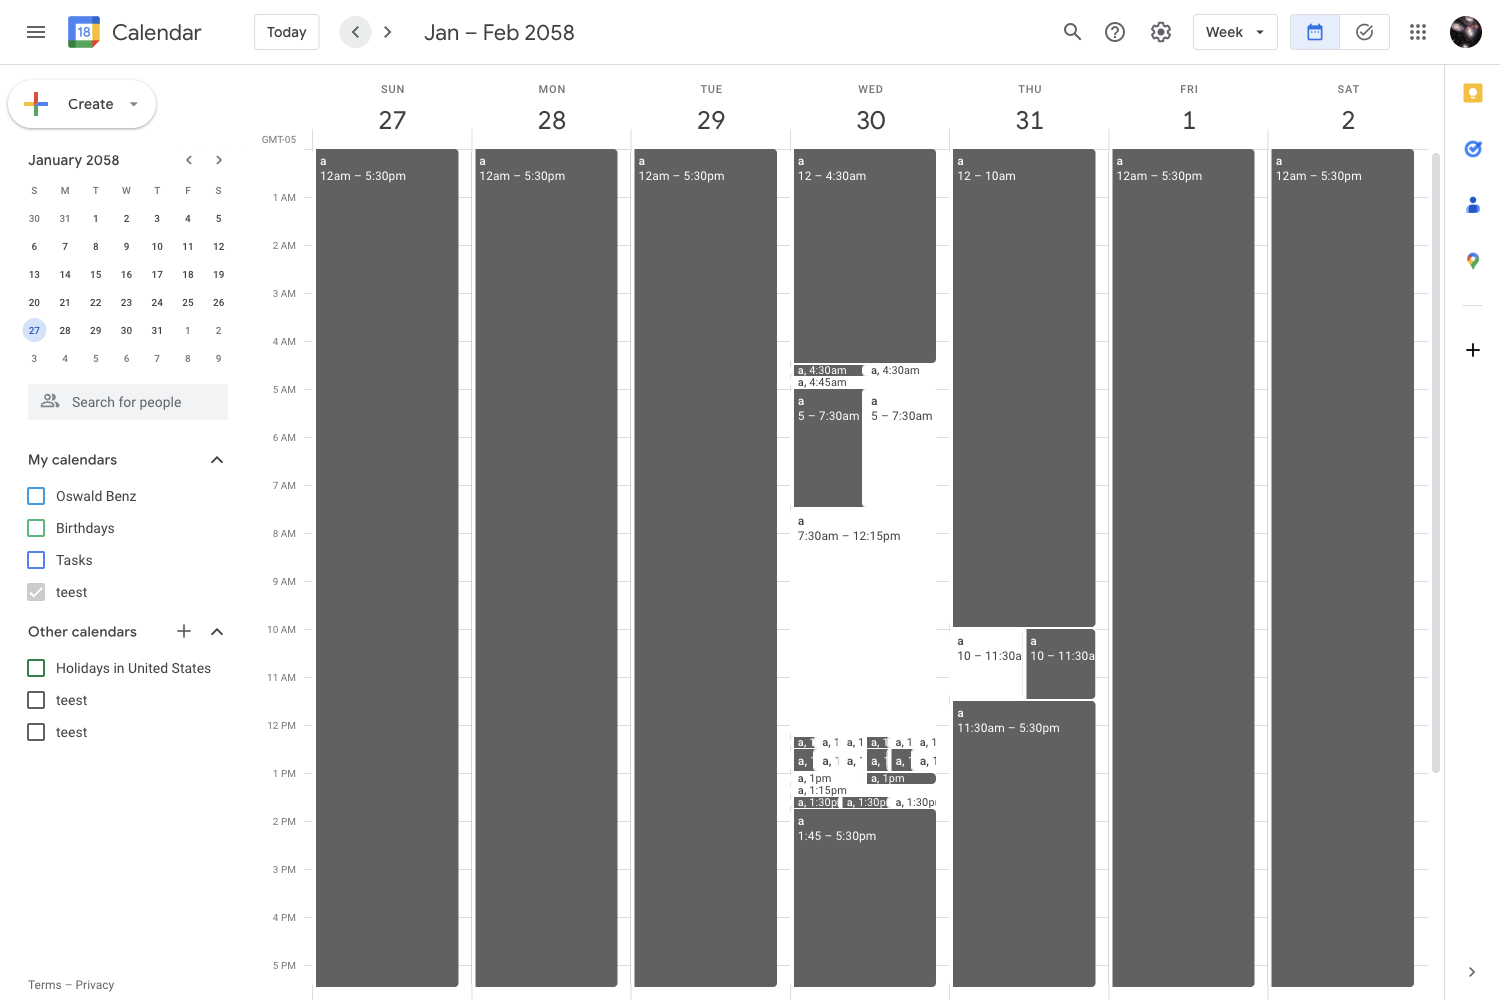 18 Calendar
Today
Jan – Feb 2058
Week
Create
January 2058
S M T W T F S
30 31 1 2 3 4 5
6 7 8 9 10 11 12
13 14 15 16 17 18 19
20 21 22 23 24 25 26
27 28 29 30 31 1 2
3 4 5 6 7 8 9
Search for people
My calendars
Oswald Benz
Birthdays
Tasks
teest
Other calendars
Holidays in United States
teest
teest
Terms – Privacy
SUN MON TUE WED THU FRI SAT
27 28 29 30 31 1 2
GMT-05
1 AM
2 AM
3 AM
4 AM
5 AM
6 AM
7 AM
8 AM
9 AM
10 AM
11 AM
12 PM
1 PM
2 PM
3 PM
4 PM
5 PM
a
12am – 5:30pm
a
12am – 5:30pm
a
12am – 5:30pm
a
12 – 4:30am
a, 4:30am
a, 4:30am
a, 4:45am
a
5 – 7:30am
a
5 – 7:30am
a
7:30am – 12:15pm
a, 1 a, 1 a, 1 a, 1 a, 1 a, 1
a, a, a, a, a, a, 1
a, 1pm a, 1pm
a, 1:15pm
a, 1:30p a, 1:30p a, 1:30p
a
1:45 – 5:30pm
a
12 – 10am
a
10 – 11:30a
a
10 – 11:30a
a
11:30am – 5:30pm
a
12am – 5:30pm
a
12am – 5:30pm